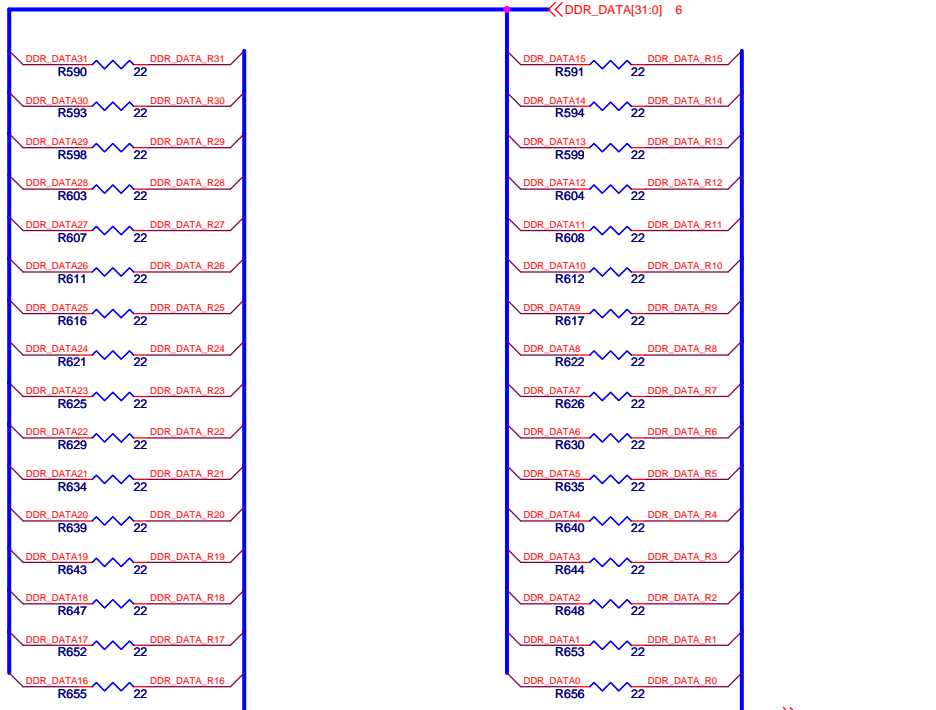 DDR_DATA[31:0] 6
DDR_DATA31 DDR_DATA_R31
R590 22
DDR_DATA30 DDR_DATA_R30
R593 22
DDR_DATA29 DDR_DATA_R29
R598 22
DDR_DATA28 DDR_DATA_R28
R603 22
DDR_DATA27 DDR_DATA_R27
R607 22
DDR_DATA26 DDR_DATA_R26
R611 22
DDR_DATA25 DDR_DATA_R25
R616 22
DDR_DATA24 DDR_DATA_R24
R621 22
DDR_DATA23 DDR_DATA_R23
R625 22
DDR_DATA22 DDR_DATA_R22
R629 22
DDR_DATA21 DDR_DATA_R21
R634 22
DDR_DATA20 DDR_DATA_R20
R639 22
DDR_DATA19 DDR_DATA_R19
R643 22
DDR_DATA18 DDR_DATA_R18
R647 22
DDR_DATA17 DDR_DATA_R17
R652 22
DDR_DATA16 DDR_DATA_R16
R655 22
DDR_DATA15 DDR_DATA_R15
R591 22
DDR_DATA14 DDR_DATA_R14
R594 22
DDR_DATA13 DDR_DATA_R13
R599 22
DDR_DATA12 DDR_DATA_R12
R604 22
DDR_DATA11 DDR_DATA_R11
R608 22
DDR_DATA10 DDR_DATA_R10
R612 22
DDR_DATA9 DDR_DATA_R9
R617 22
DDR_DATA8 DDR_DATA_R8
R622 22
DDR_DATA7 DDR_DATA_R7
R626 22
DDR_DATA6 DDR_DATA_R6
R630 22
DDR_DATA5 DDR_DATA_R5
R635 22
DDR_DATA4 DDR_DATA_R4
R640 22
DDR_DATA3 DDR_DATA_R3
R644 22
DDR_DATA2 DDR_DATA_R2
R648 22
DDR_DATA1 DDR_DATA_R1
R653 22
DDR_DATA0 DDR_DATA_R0
R656 22